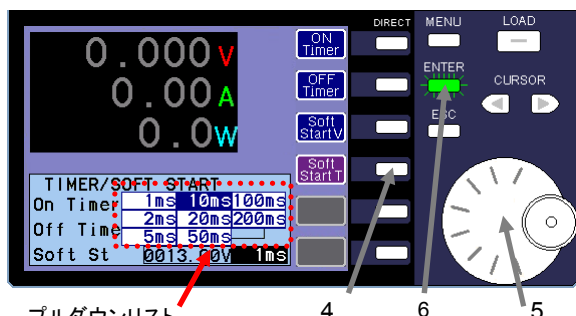 DIRECT MENU LOAD
0.000V
0.00A
0.0W
ON Timer
OFF Timer
Soft StartV
Soft StartT
ENTER
CURSOR
ESC
TIMER/SOFT START
On Timer 1ms 10ms 100ms
2ms 20ms 200ms
Off Time
5ms 50ms
Soft St 0013. 0V 1ms
プルダウンリスト
4 6 5